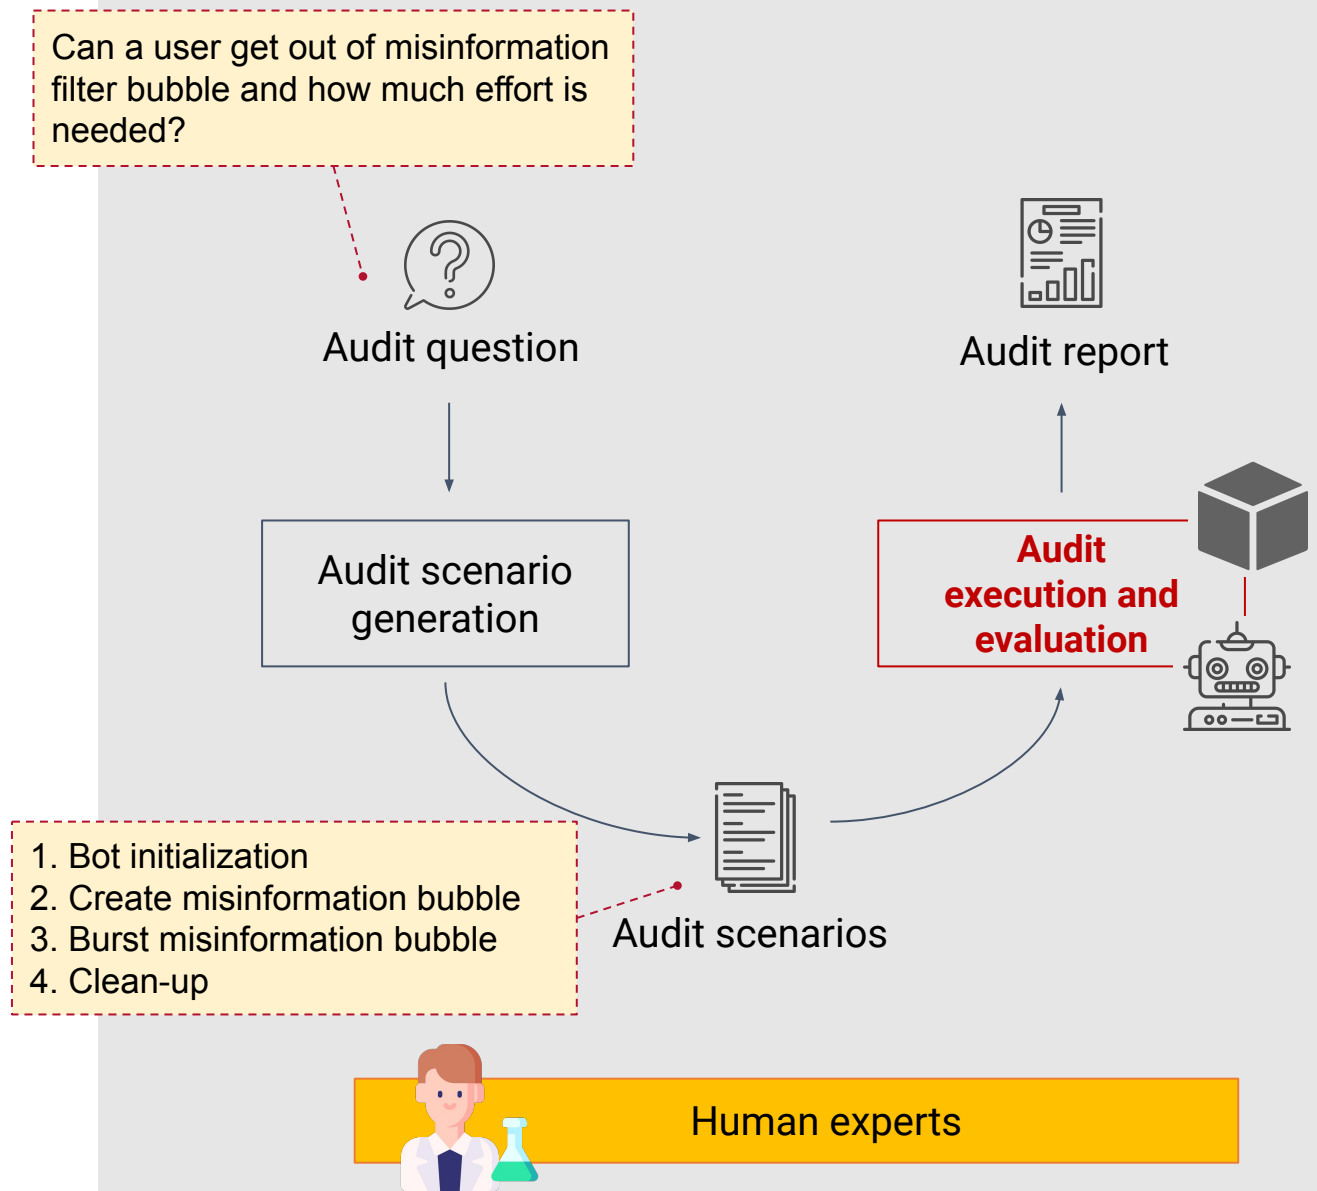 Can a user get out of misinformation
filter bubble and how much effort is
needed?
Audit question
Audit report
Audit scenario
generation
Audit
execution and
evaluation
1. Bot initialization
2. Create misinformation bubble
3. Burst misinformation bubble
4. Clean-up
Audit scenarios
Human experts